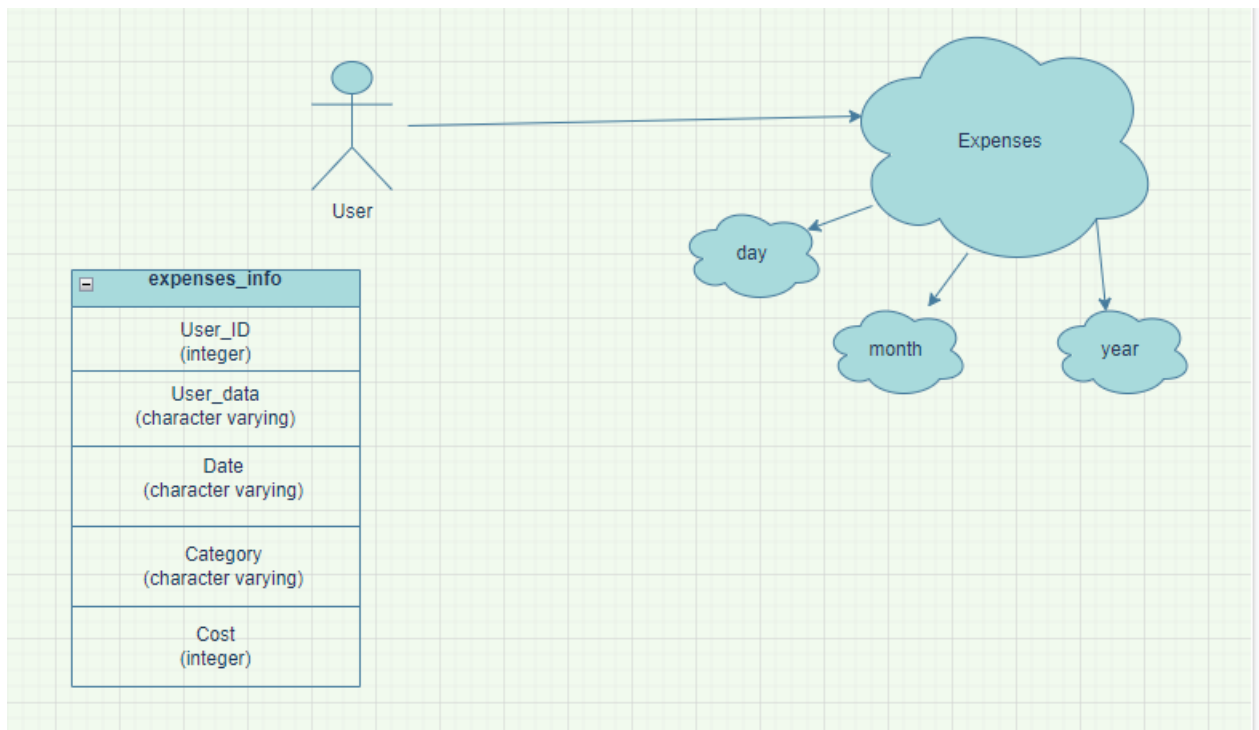 User
Expenses
day
month
year
expenses_info
User_ID
(integer)
User_data
(character varying)
Date
(character varying)
Category
(character varying)
Cost
(integer)